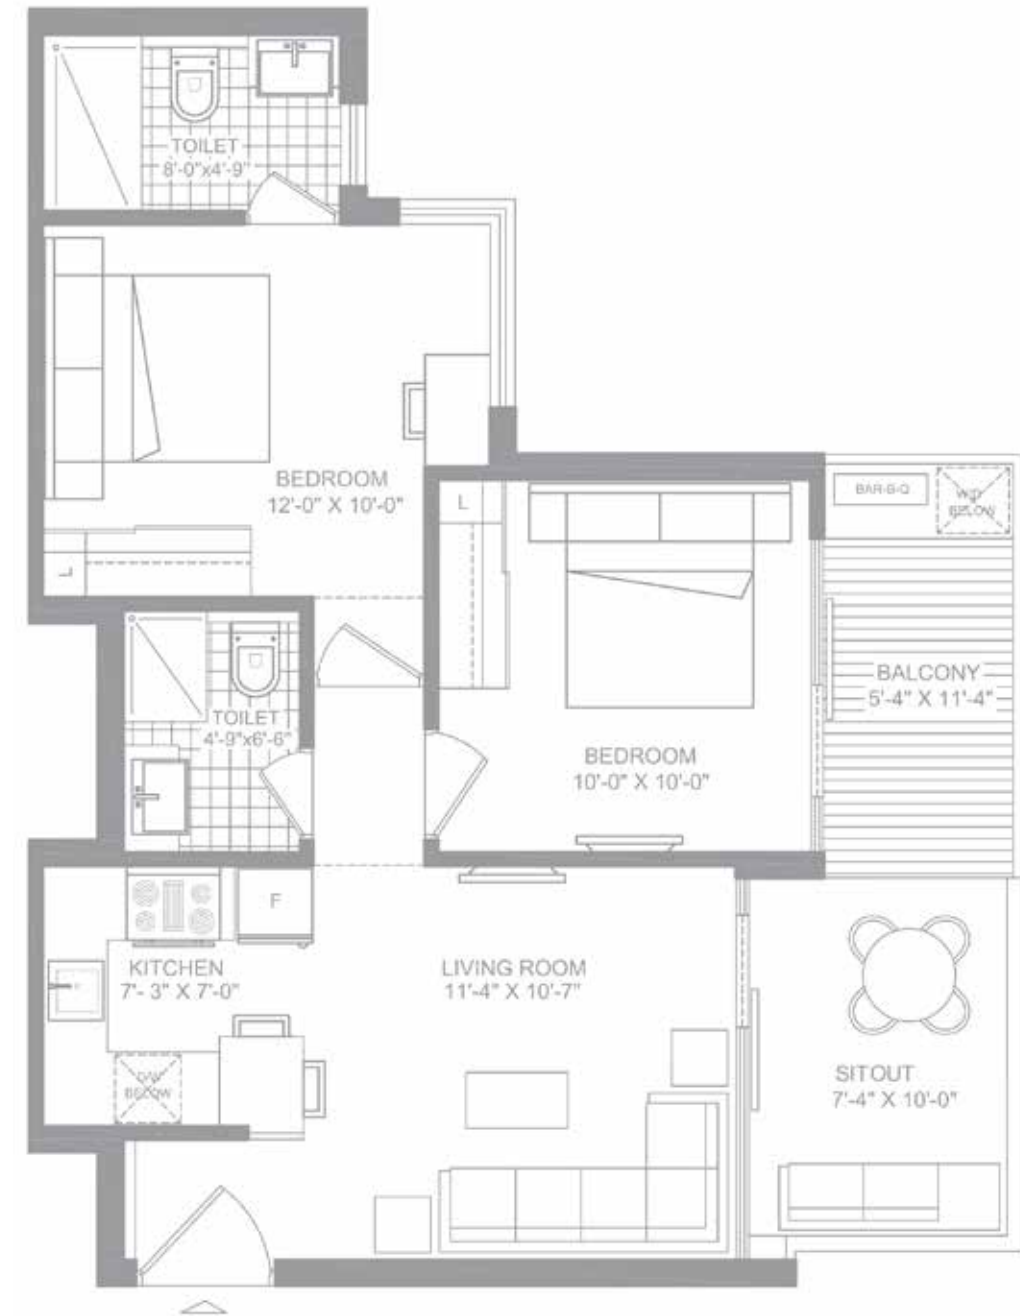 TOILET
8'-0"x4'-9"
BEDROOM
12'-0" X 10'-0"
L
L
BAR-B-Q
W/D
BELOW
TOILET
4'-9"x6'-6"
BEDROOM
10'-0" X 10'-0"
BALCONY
5'-4" X 11'-4"
F
KITCHEN
7'- 3" X 7'-0"
LIVING ROOM
11'-4" X 10'-7"
D/W
BELOW
SITOUT
7'-4" X 10'-0"